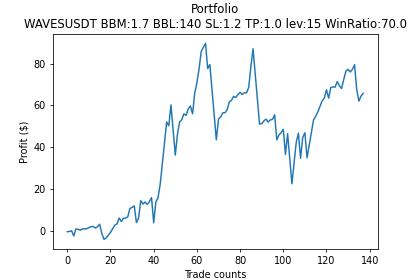 Portfolio
WAVESUSDT BBM:1.7 BBL:140 SL:1.2 TP:1.0 lev:15 WinRatio:70.0
Profit ($)
80
60
40
20
0
0 20 40 60 80 100 120 140
Trade counts